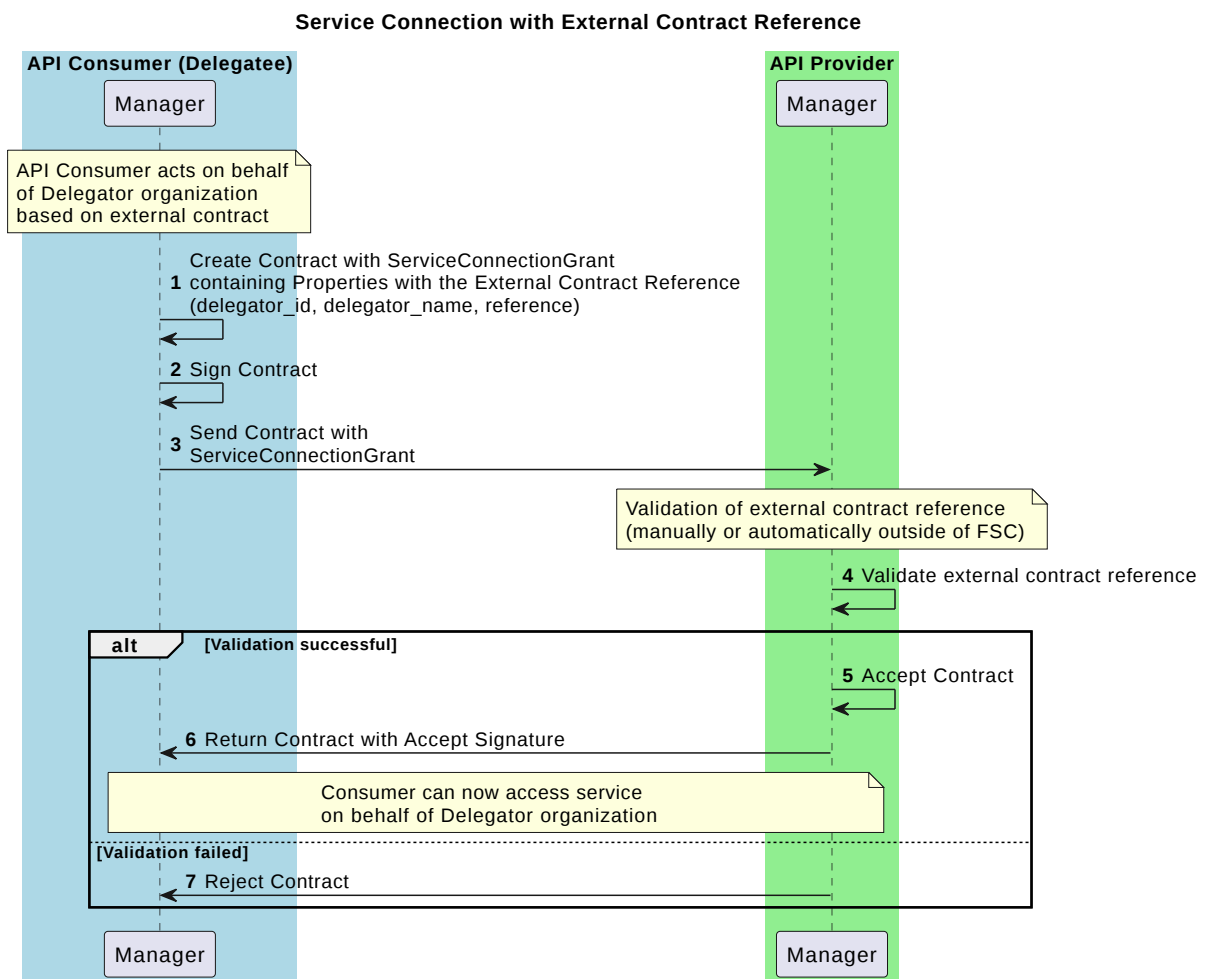 Service Connection with External Contract Reference
API Consumer (Delegatee)
API Provider
Manager
Manager
API Consumer acts on behalf
of Delegator organization
based on external contract
Create Contract with ServiceConnectionGrant
1 containing Properties with the External Contract Reference
(delegator_id, delegator_name, reference)
2 Sign Contract
3 Send Contract with
ServiceConnectionGrant
Validation of external contract reference
(manually or automatically outside of FSC)
4 Validate external contract reference
alt [Validation successful]
5 Accept Contract
6 Return Contract with Accept Signature
Consumer can now access service
on behalf of Delegator organization
[Validation failed]
7 Reject Contract
Manager
Manager